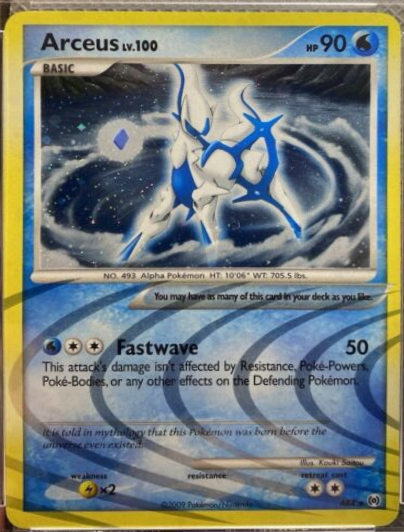 Arceus LV.100 HP 90
BASIC
NO. 493 Alpha Pokémon HT: 10'06" WT: 705.5 lbs.
You may have as many of this card in your deck as you like.
Fastwave 50
This attack's damage isn't affected by Resistance, Poké-Powers,
Poké-Bodies, or any other effects on the Defending Pokémon.
It is told in mythology that this Pokémon was born before the
universe even existed.
illus. Kouki Saitou
weakness resistance retreat cost
×2
©2009 Pokémon/Nintendo